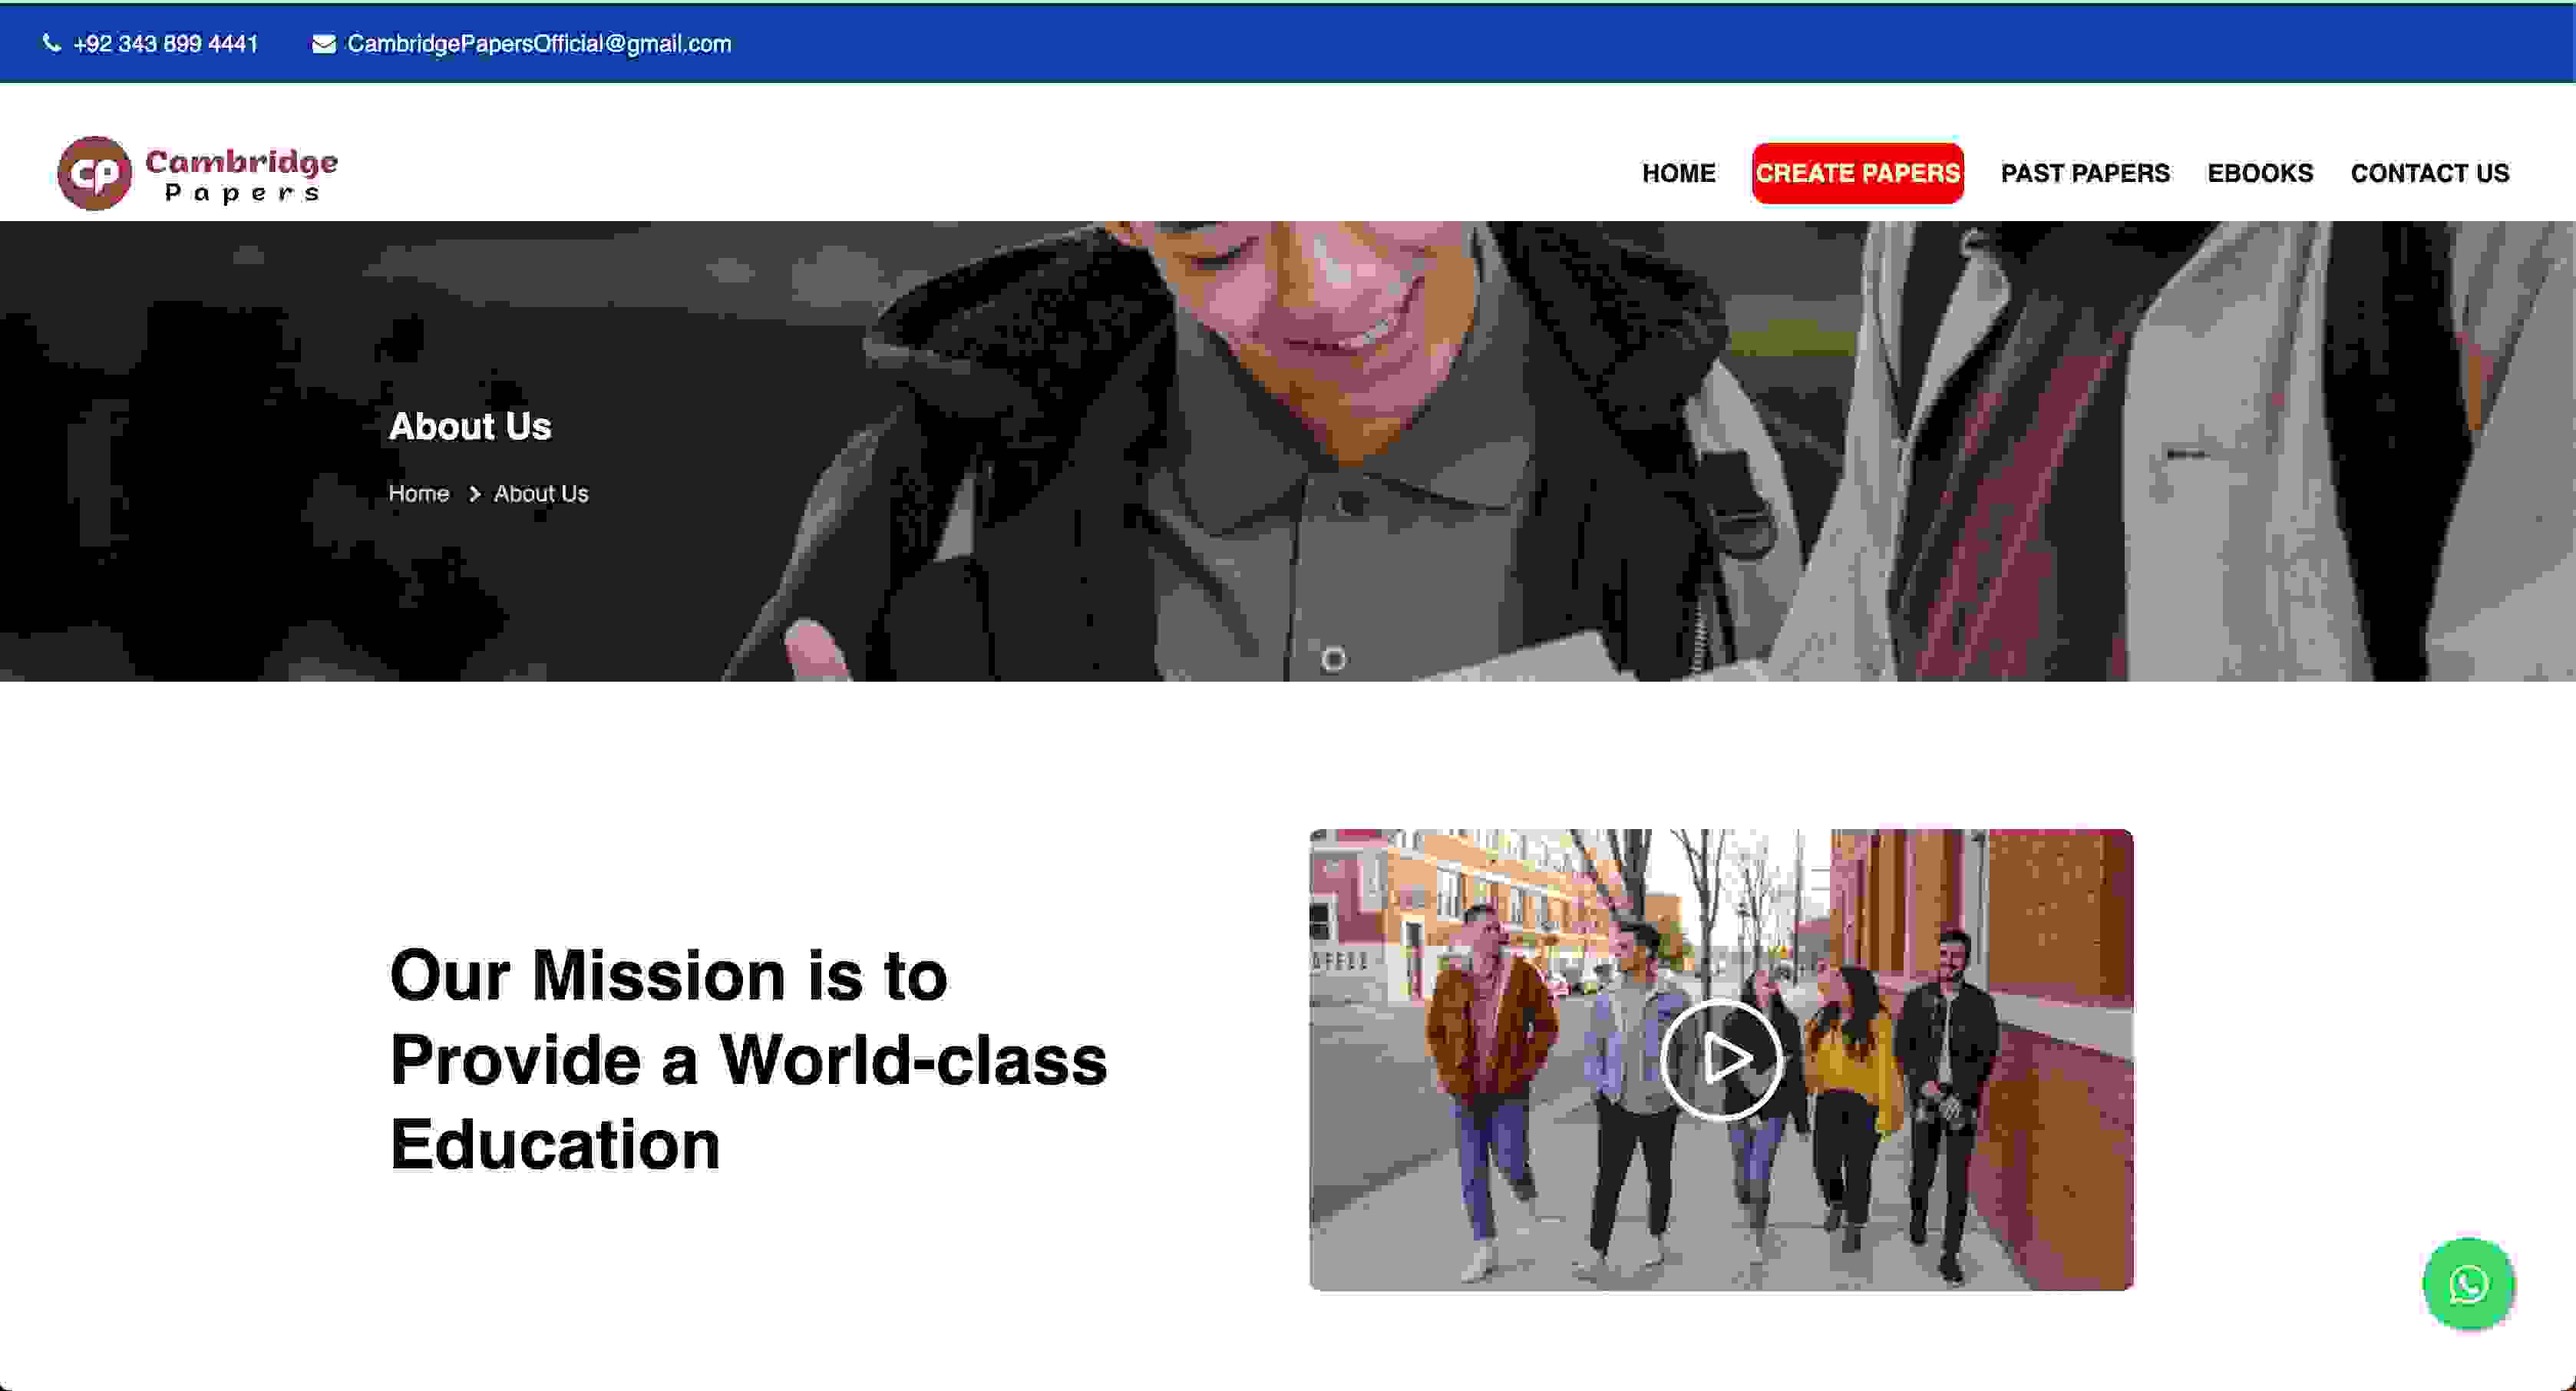 +92 343 899 4441 CambridgePapersOfficial@gmail.com
CP Cambridge
Papers
HOME CREATE PAPERS PAST PAPERS EBOOKS CONTACT US
About Us
Home > About Us
Our Mission is to
Provide a World-class
Education